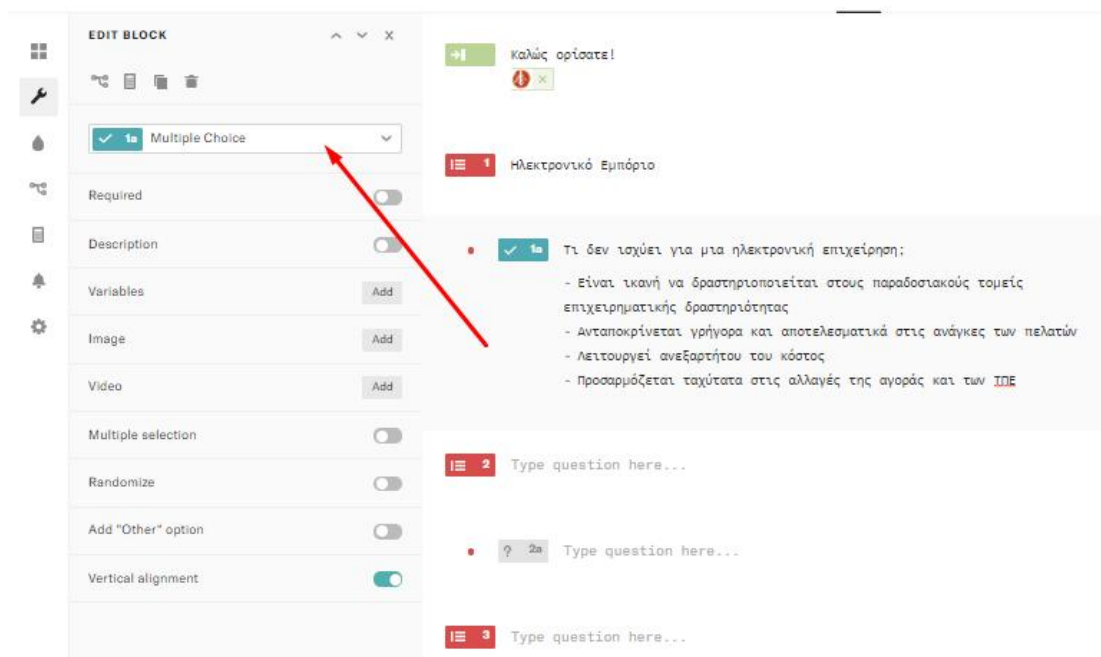 EDIT BLOCK
1a Multiple Choice
Required
Description
Variables Add
Image Add
Video Add
Multiple selection
Randomize
Add "Other" option
Vertical alignment
Καλώς ορίσατε!
1 Ηλεκτρονικό Εμπόριο
1a Τι δεν ισχύει για μια ηλεκτρονική επιχείρηση;
- Είναι ικανή να δραστηριοποιείται στους παραδοσιακούς τομείς
επιχειρηματικής δραστηριότητας
- Ανταποκρίνεται γρήγορα και αποτελεσματικά στις ανάγκες των πελατών
- Λειτουργεί ανεξαρτήτου του κόστος
- Προσαρμόζεται ταχύτατα στις αλλαγές της αγοράς και των ΤΠΕ
2 Type question here...
? 2a Type question here...
3 Type question here...